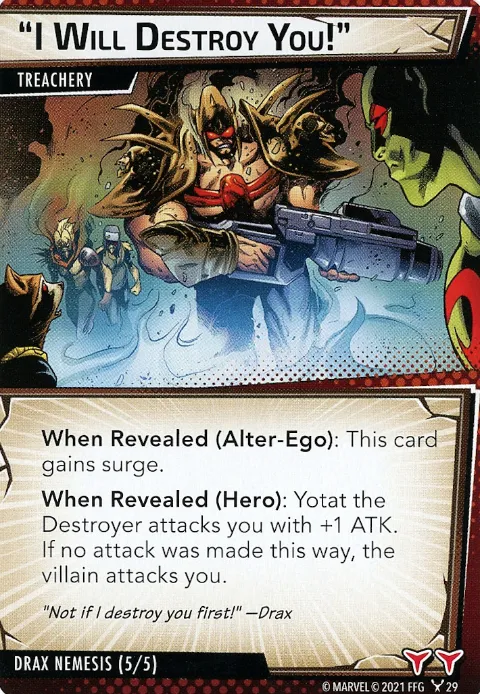 “I Will Destroy You!”
TREACHERY
When Revealed (Alter-Ego): This card
gains surge.
When Revealed (Hero): Yotat the
Destroyer attacks you with +1 ATK.
If no attack was made this way, the
villain attacks you.
"Not if I destroy you first!" —Drax
DRAX NEMESIS (5/5)
© MARVEL © 2021 FFG 29